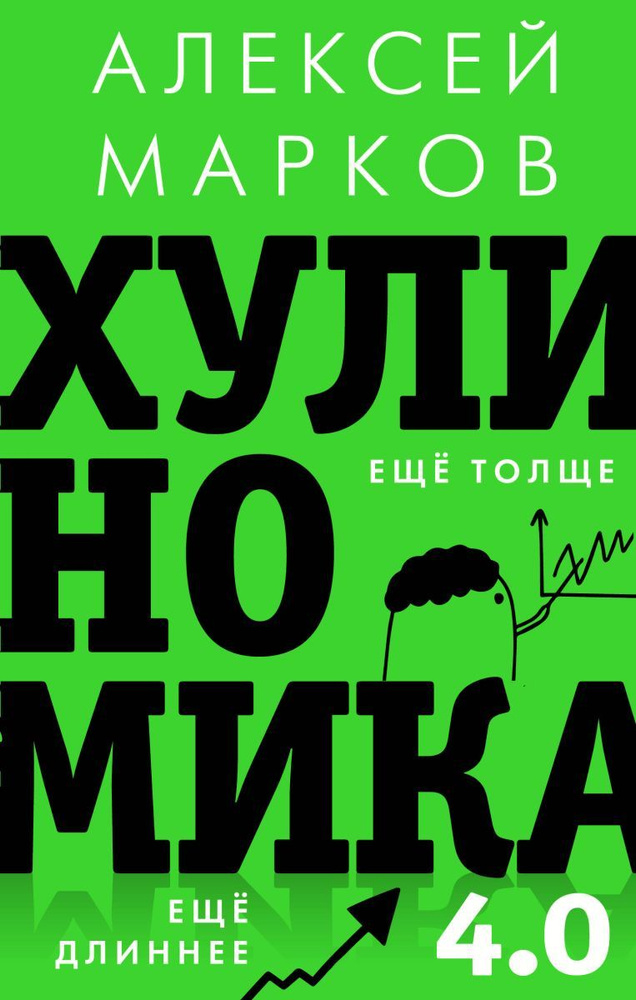 АЛЕКСЕЙ
МАРКОВ
ХУЛИ
НО
ЕЩЁ ТОЛЩЕ
МИКА
ЕЩЁ
ДЛИННЕЕ
4.0